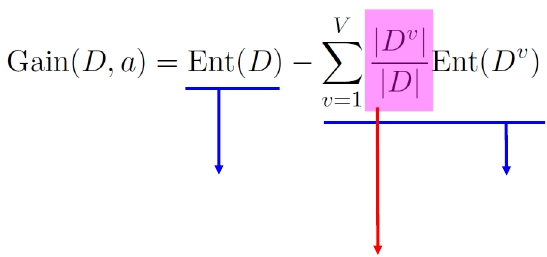 Gain(D, a) = Ent(D) − ∑_{v=1}^{V} |D^v|/|D| Ent(D^v)